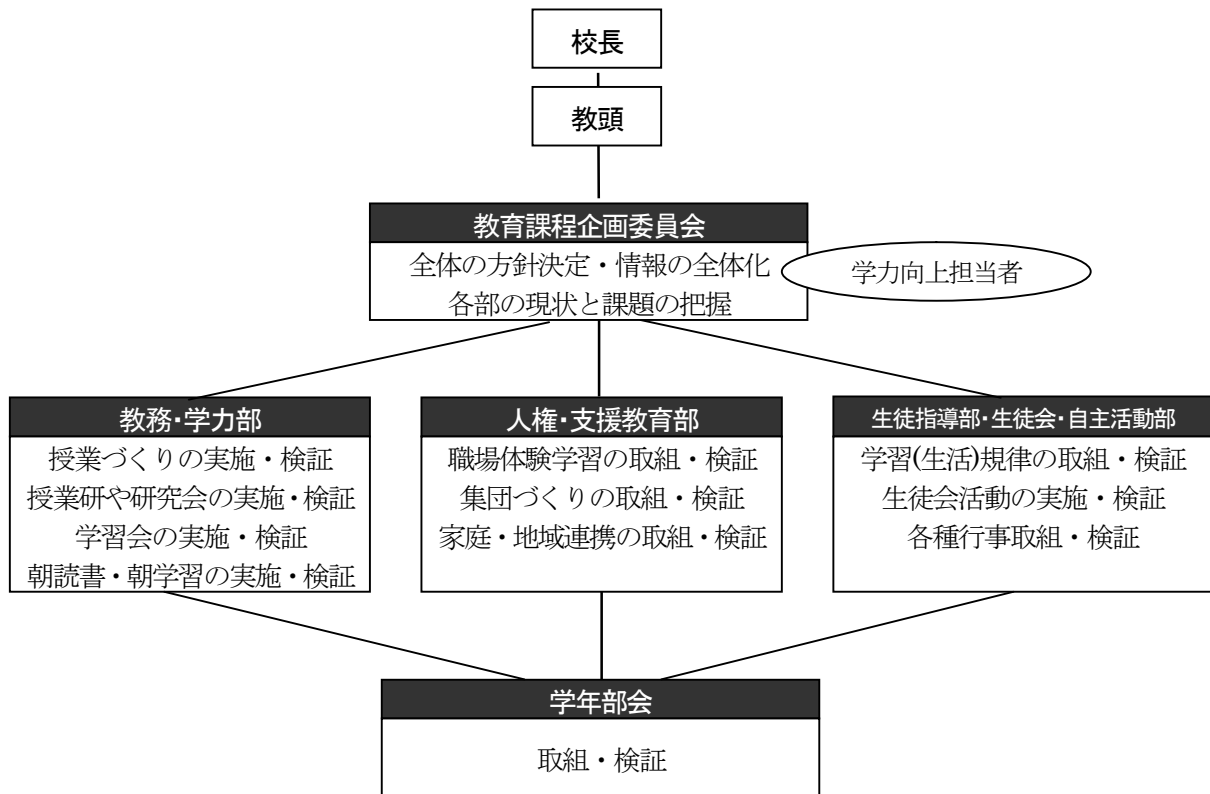 校長
教頭
教育課程企画委員会
全体の方針決定・情報の全体化
各部の現状と課題の把握
学力向上担当者
教務・学力部
授業づくりの実施・検証
授業研や研究会の実施・検証
学習会の実施・検証
朝読書・朝学習の実施・検証
人権・支援教育部
職場体験学習の取組・検証
集団づくりの取組・検証
家庭・地域連携の取組・検証
生徒指導部・生徒会・自主活動部
学習(生活)規律の取組・検証
生徒会活動の実施・検証
各種行事取組・検証
学年部会
取組・検証